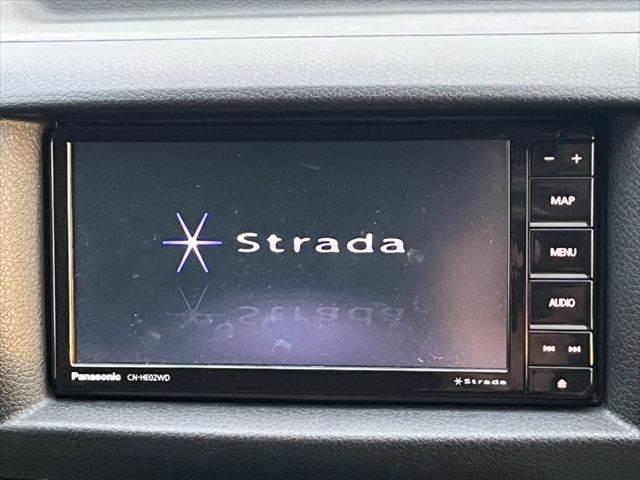 Strada
− +
MAP
MENU
AUDIO
Panasonic CN-HE02WD
Strada